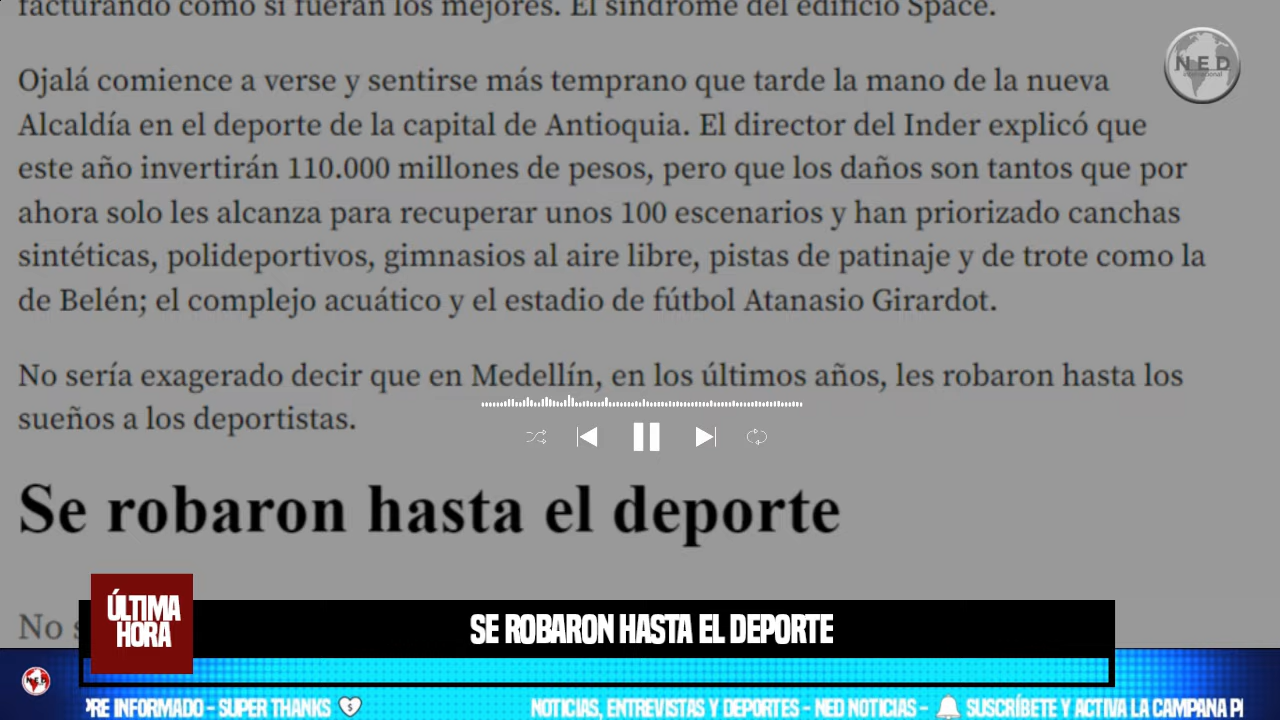 facturando como si fueran los mejores. El síndrome del edificio Space.
Ojalá comience a verse y sentirse más temprano que tarde la mano de la nueva
Alcaldía en el deporte de la capital de Antioquia. El director del Inder explicó que
este año invertirán 110.000 millones de pesos, pero que los daños son tantos que por
ahora solo les alcanza para recuperar unos 100 escenarios y han priorizado canchas
sintéticas, polideportivos, gimnasios al aire libre, pistas de patinaje y de trote como la
de Belén; el complejo acuático y el estadio de fútbol Atanasio Girardot.
No sería exagerado decir que en Medellín, en los últimos años, les robaron hasta los
sueños a los deportistas.
Se robaron hasta el deporte
No s
N.E.D
international
ÚLTIMA
HORA
SE ROBARON HASTA EL DEPORTE
NED
RE INFORMADO - SUPER THANKS
NOTICIAS, ENTREVISTAS Y DEPORTES - NED NOTICIAS -
SUSCRÍBETE Y ACTIVA LA CAMPANA